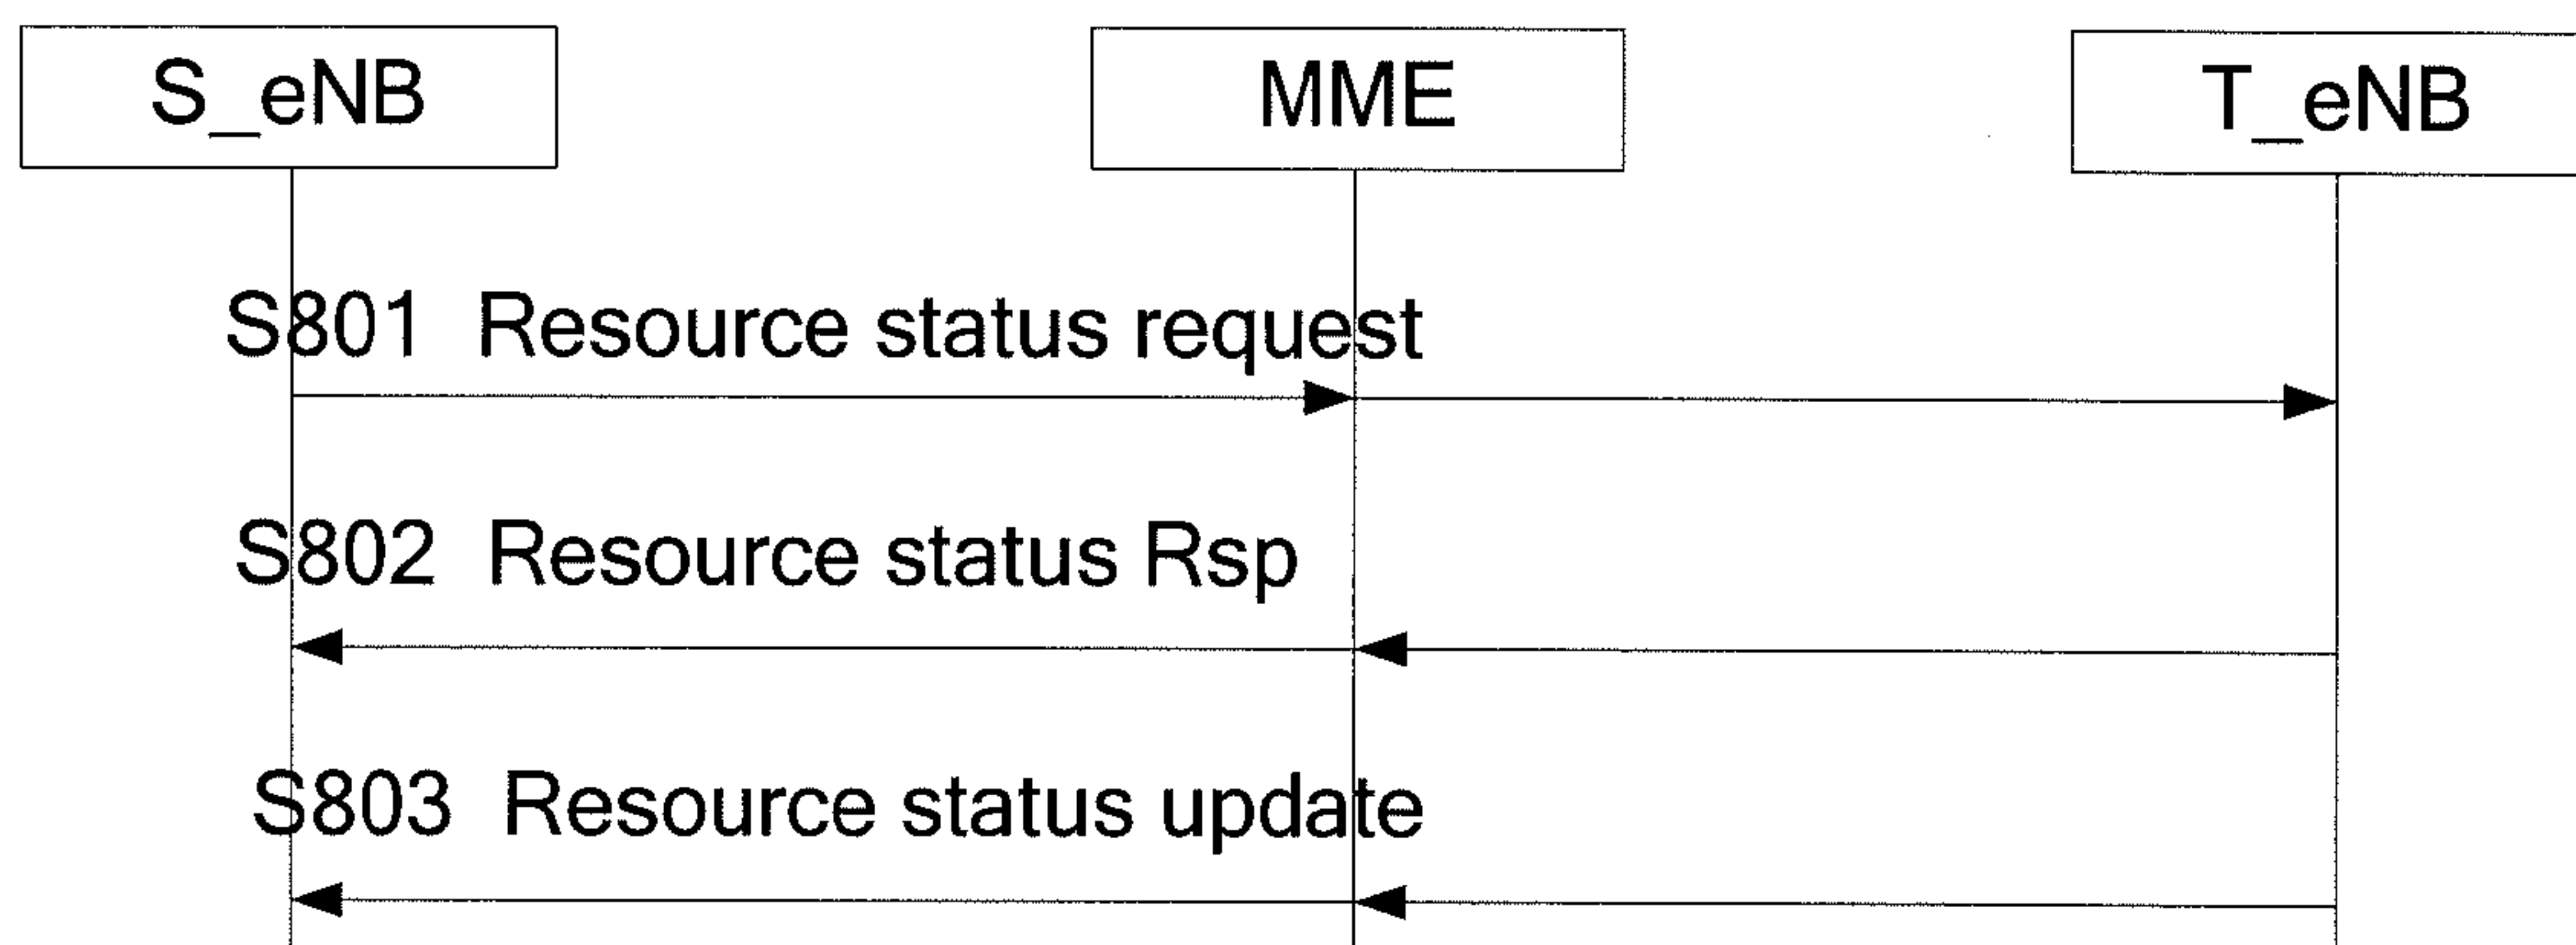 S_eNB
MME
T_eNB
S801 Resource status request
S802 Resource status Rsp
S803 Resource status update